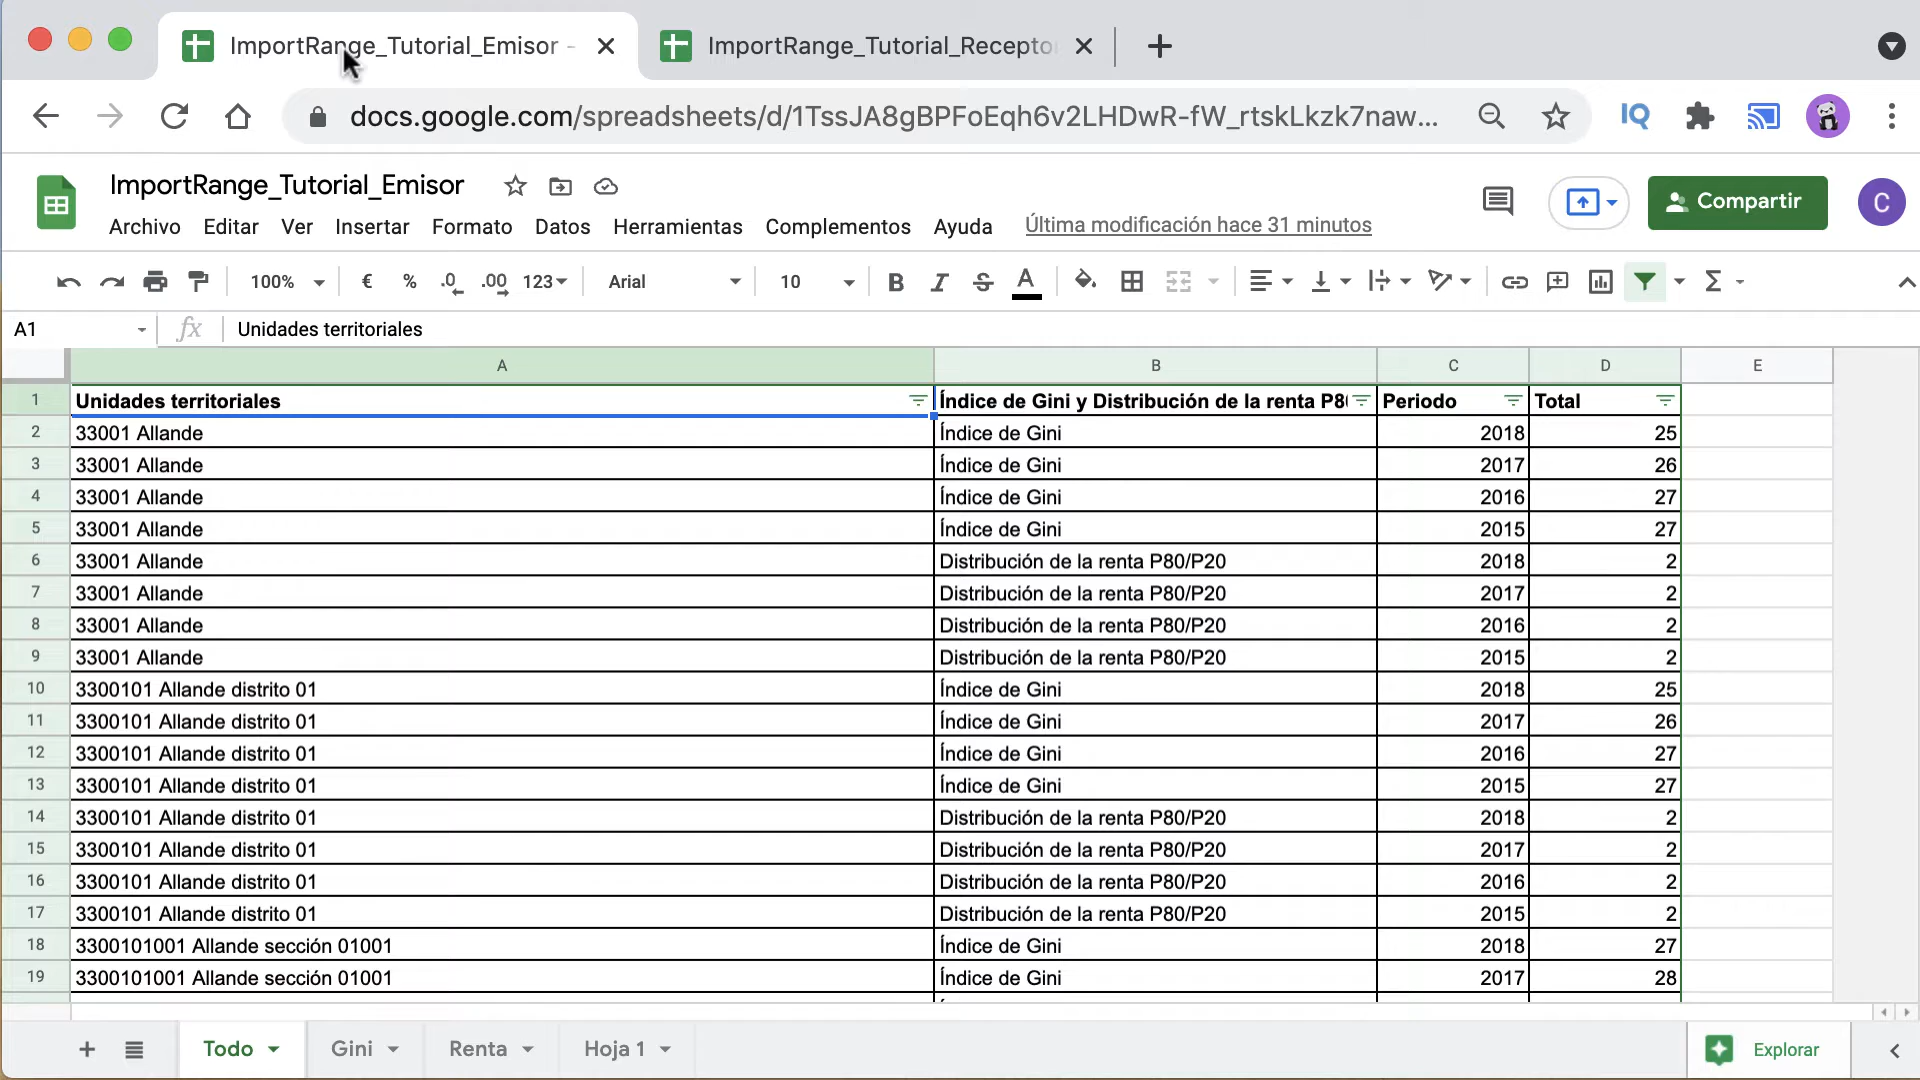 ImportRange_Tutorial_Emisor -
ImportRange_Tutorial_Recepto
docs.google.com/spreadsheets/d/1TssJA8gBPFoEqh6v2LHDwR-fW_rtskLkzk7naw...
IQ
ImportRange_Tutorial_Emisor
Archivo Editar Ver Insertar Formato Datos Herramientas Complementos Ayuda Última modificación hace 31 minutos
Compartir
C
100% € % .0 .00 123 Arial 10 B I S A Σ
A1 fx Unidades territoriales
A B C D E
1 Unidades territoriales Índice de Gini y Distribución de la renta P8 Periodo Total
2 33001 Allande Índice de Gini 2018 25
3 33001 Allande Índice de Gini 2017 26
4 33001 Allande Índice de Gini 2016 27
5 33001 Allande Índice de Gini 2015 27
6 33001 Allande Distribución de la renta P80/P20 2018 2
7 33001 Allande Distribución de la renta P80/P20 2017 2
8 33001 Allande Distribución de la renta P80/P20 2016 2
9 33001 Allande Distribución de la renta P80/P20 2015 2
10 3300101 Allande distrito 01 Índice de Gini 2018 25
11 3300101 Allande distrito 01 Índice de Gini 2017 26
12 3300101 Allande distrito 01 Índice de Gini 2016 27
13 3300101 Allande distrito 01 Índice de Gini 2015 27
14 3300101 Allande distrito 01 Distribución de la renta P80/P20 2018 2
15 3300101 Allande distrito 01 Distribución de la renta P80/P20 2017 2
16 3300101 Allande distrito 01 Distribución de la renta P80/P20 2016 2
17 3300101 Allande distrito 01 Distribución de la renta P80/P20 2015 2
18 3300101001 Allande sección 01001 Índice de Gini 2018 27
19 3300101001 Allande sección 01001 Índice de Gini 2017 28
Todo Gini Renta Hoja 1 Explorar